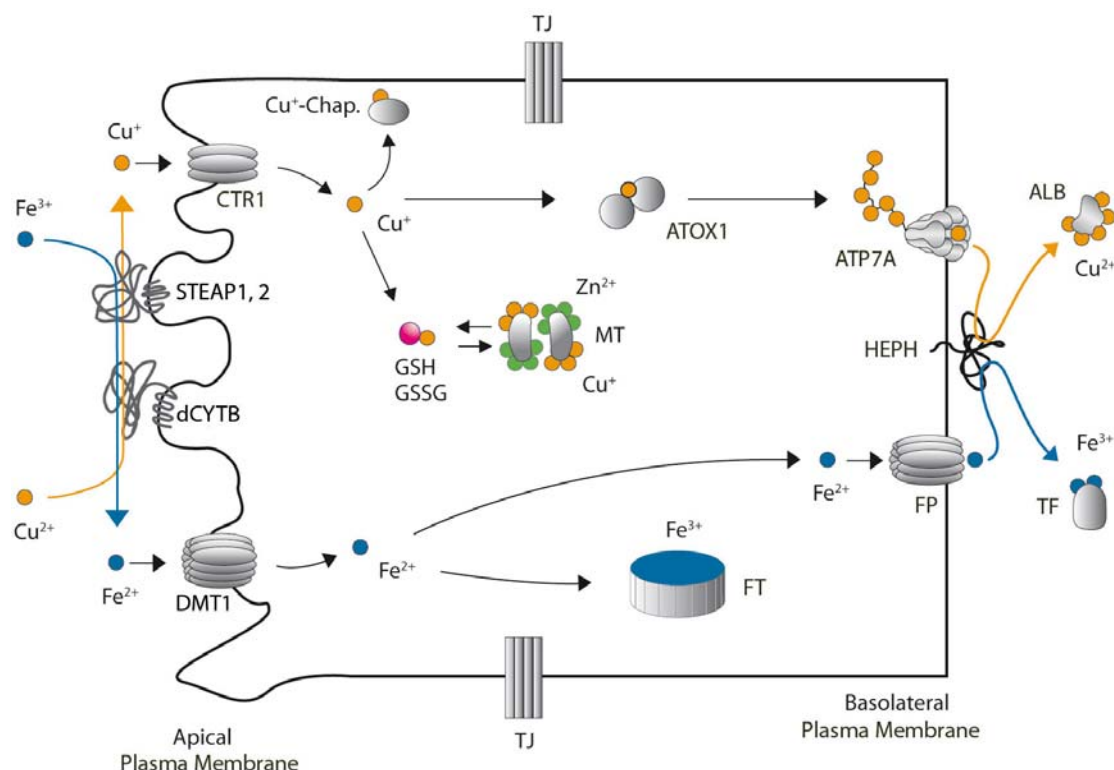 TJ
Cu⁺-Chap.
Cu⁺
CTR1
Fe³⁺
Cu⁺
ATOX1
ATP7A
ALB
Cu²⁺
STEAP1, 2
Zn²⁺
MT
Cu⁺
GSH
GSSG
HEPH
dCYTB
Cu²⁺
Fe²⁺
DMT1
Fe²⁺
Fe²⁺
FP
Fe³⁺
TF
Fe³⁺
FT
TJ
Apical
Plasma Membrane
Basolateral
Plasma Membrane